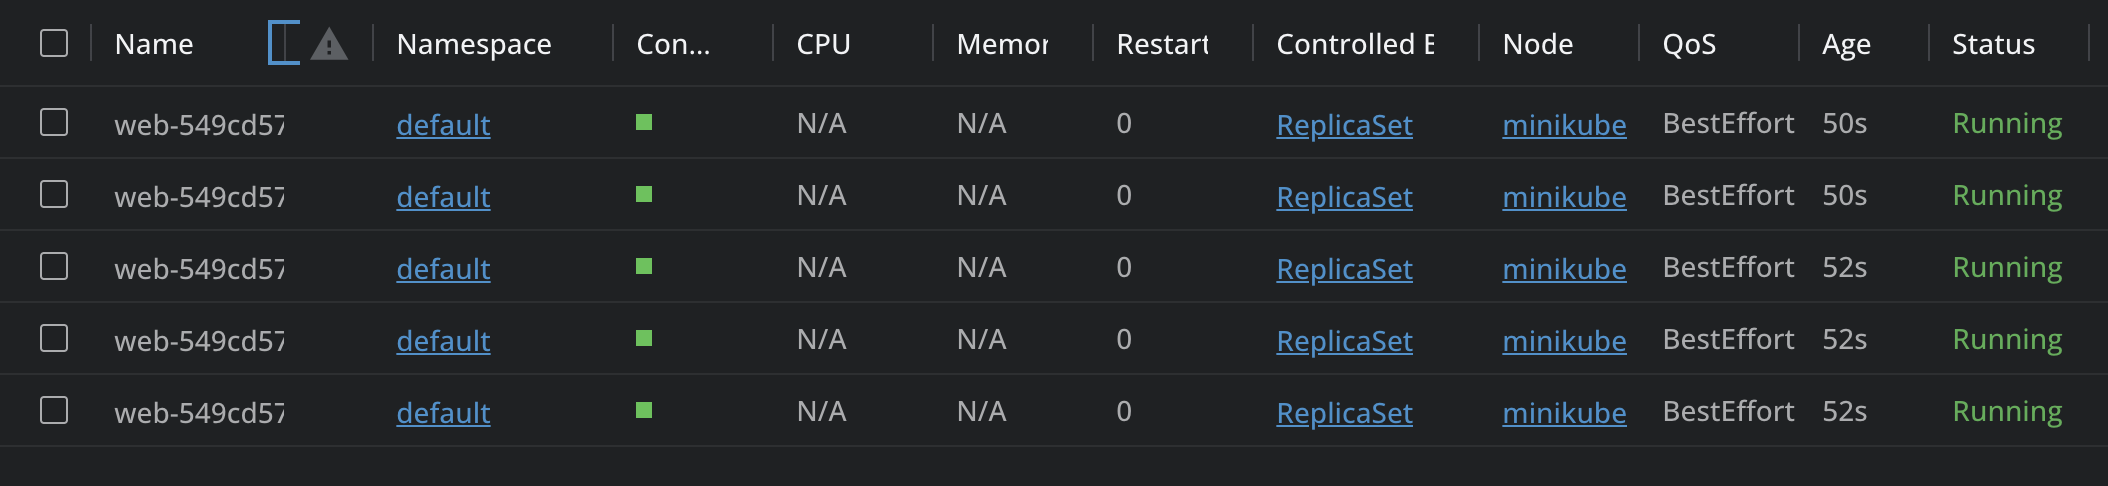 Name Namespace Con... CPU Memor Restart Controlled B Node QoS Age Status
web-549cd57 default N/A N/A 0 ReplicaSet minikube BestEffort 50s Running
web-549cd57 default N/A N/A 0 ReplicaSet minikube BestEffort 50s Running
web-549cd57 default N/A N/A 0 ReplicaSet minikube BestEffort 52s Running
web-549cd57 default N/A N/A 0 ReplicaSet minikube BestEffort 52s Running
web-549cd57 default N/A N/A 0 ReplicaSet minikube BestEffort 52s Running